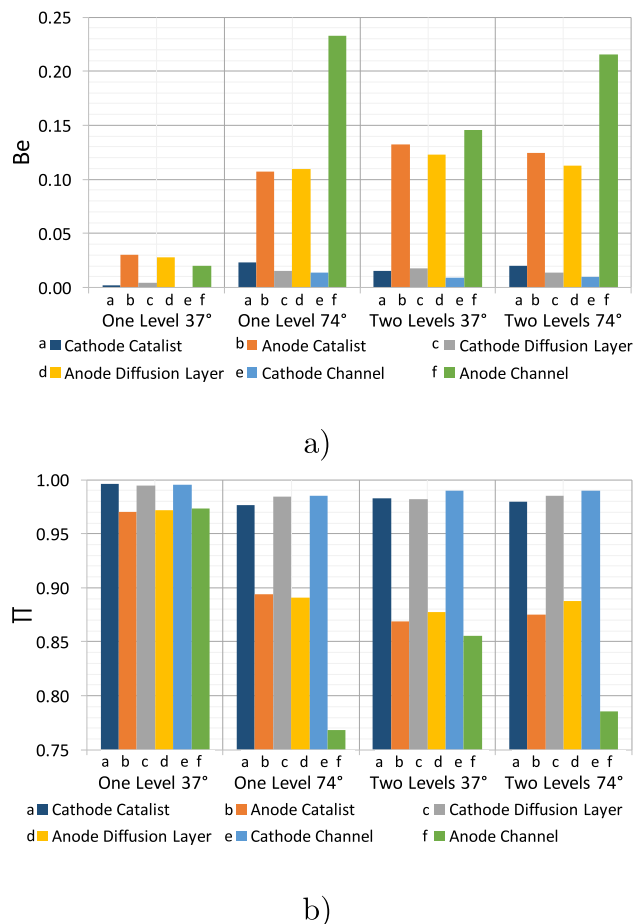 0.25
0.20
0.15
0.10
0.05
0.00
Be
a b c d e f a b c d e f a b c d e f a b c d e f
One Level 37° One Level 74° Two Levels 37° Two Levels 74°
a Cathode Catalist b Anode Catalist c Cathode Diffusion Layer
d Anode Diffusion Layer e Cathode Channel f Anode Channel
a)
1.00
0.95
0.90
0.85
0.80
0.75
Π
a b c d e f a b c d e f a b c d e f a b c d e f
One Level 37° One Level 74° Two Levels 37° Two Levels 74°
a Cathode Catalist b Anode Catalist c Cathode Diffusion Layer
d Anode Diffusion Layer e Cathode Channel f Anode Channel
b)